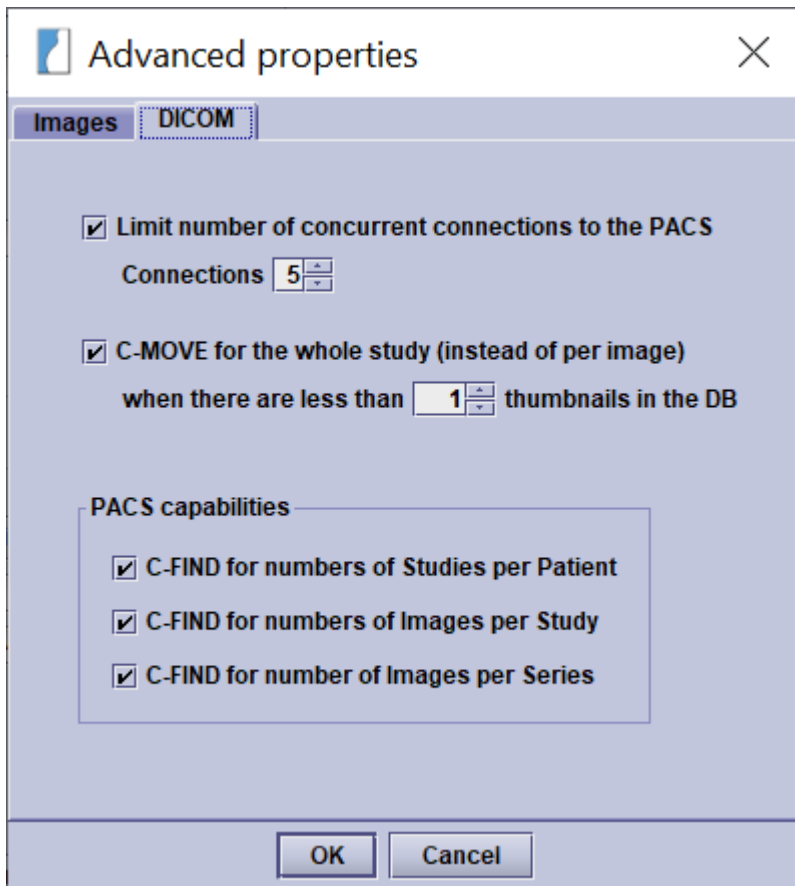 Advanced properties
Images DICOM
Limit number of concurrent connections to the PACS
Connections 5
C-MOVE for the whole study (instead of per image)
when there are less than 1 thumbnails in the DB
PACS capabilities
C-FIND for numbers of Studies per Patient
C-FIND for numbers of Images per Study
C-FIND for number of Images per Series
OK Cancel